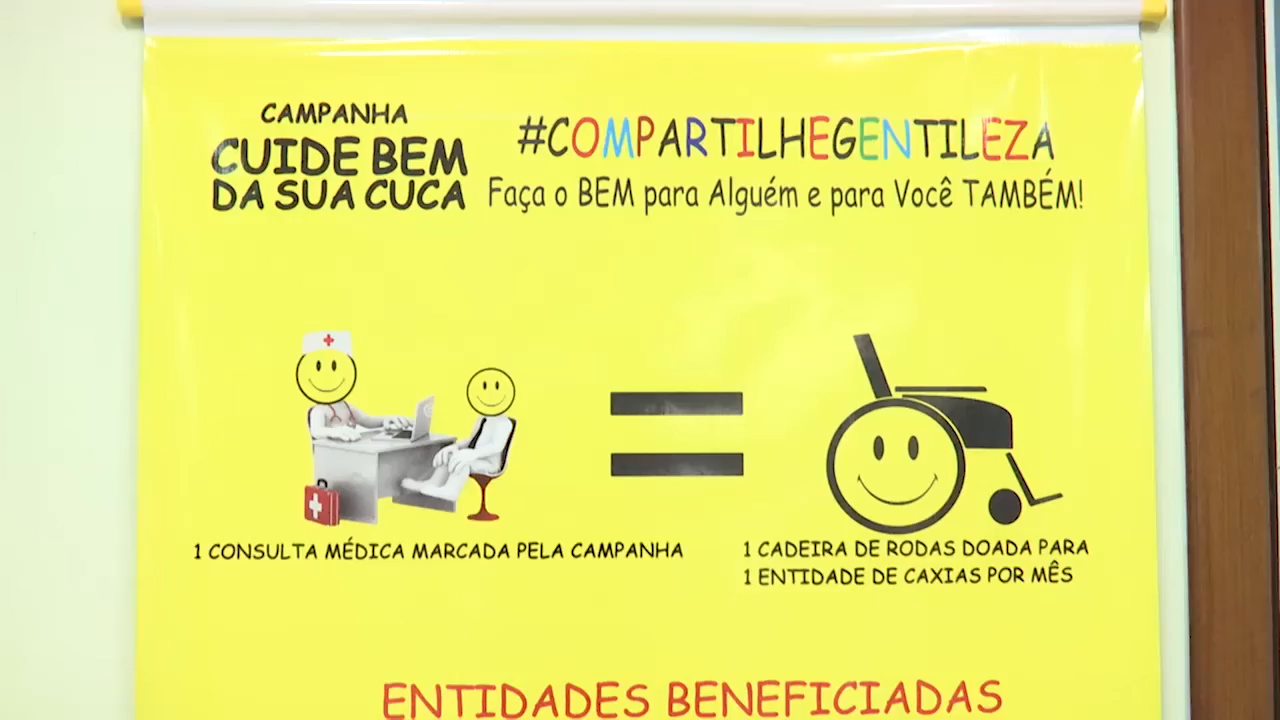 CAMPANHA
CUIDE BEM
DA SUA CUCA
#COMPARTILHEGENTILEZA
Faça o BEM para Alguém e para Você TAMBÉM!
1 CONSULTA MÉDICA MARCADA PELA CAMPANHA
1 CADEIRA DE RODAS DOADA PARA
1 ENTIDADE DE CAXIAS POR MÊS
ENTIDADES BENEFICIADAS